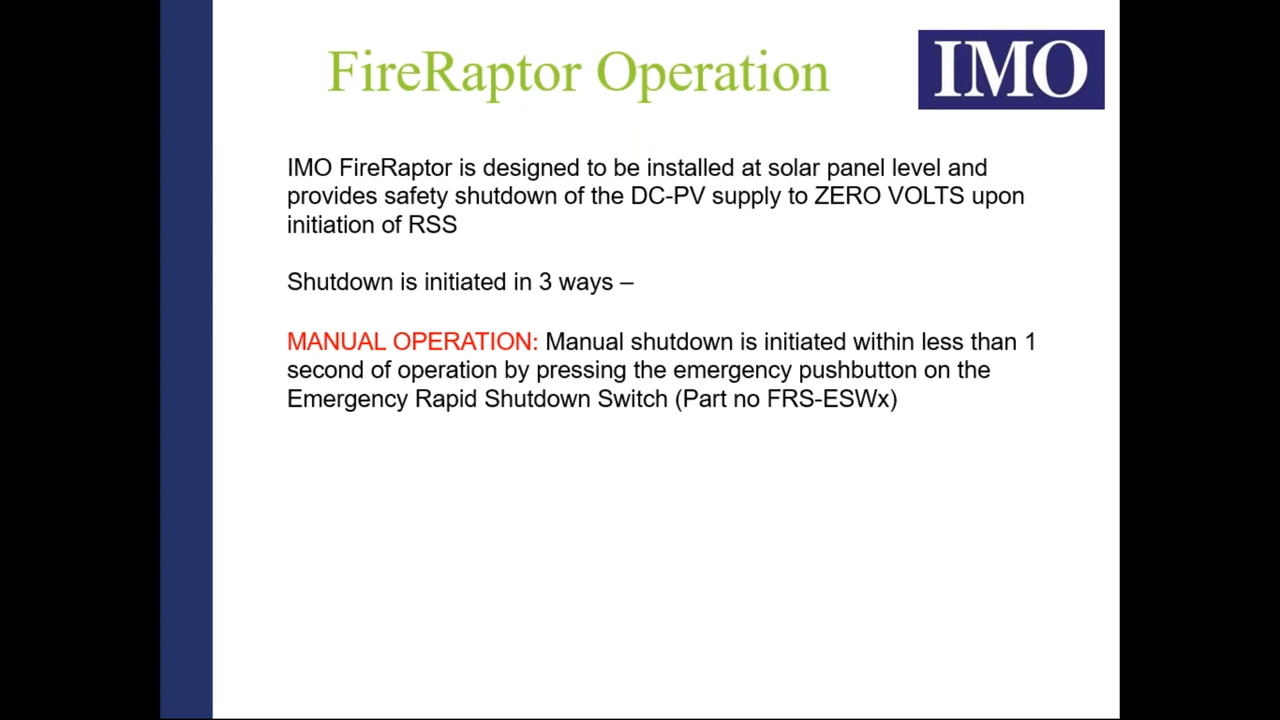 FireRaptor Operation
IMO
IMO FireRaptor is designed to be installed at solar panel level and
provides safety shutdown of the DC-PV supply to ZERO VOLTS upon
initiation of RSS
Shutdown is initiated in 3 ways –
MANUAL OPERATION: Manual shutdown is initiated within less than 1
second of operation by pressing the emergency pushbutton on the
Emergency Rapid Shutdown Switch (Part no FRS-ESWx)